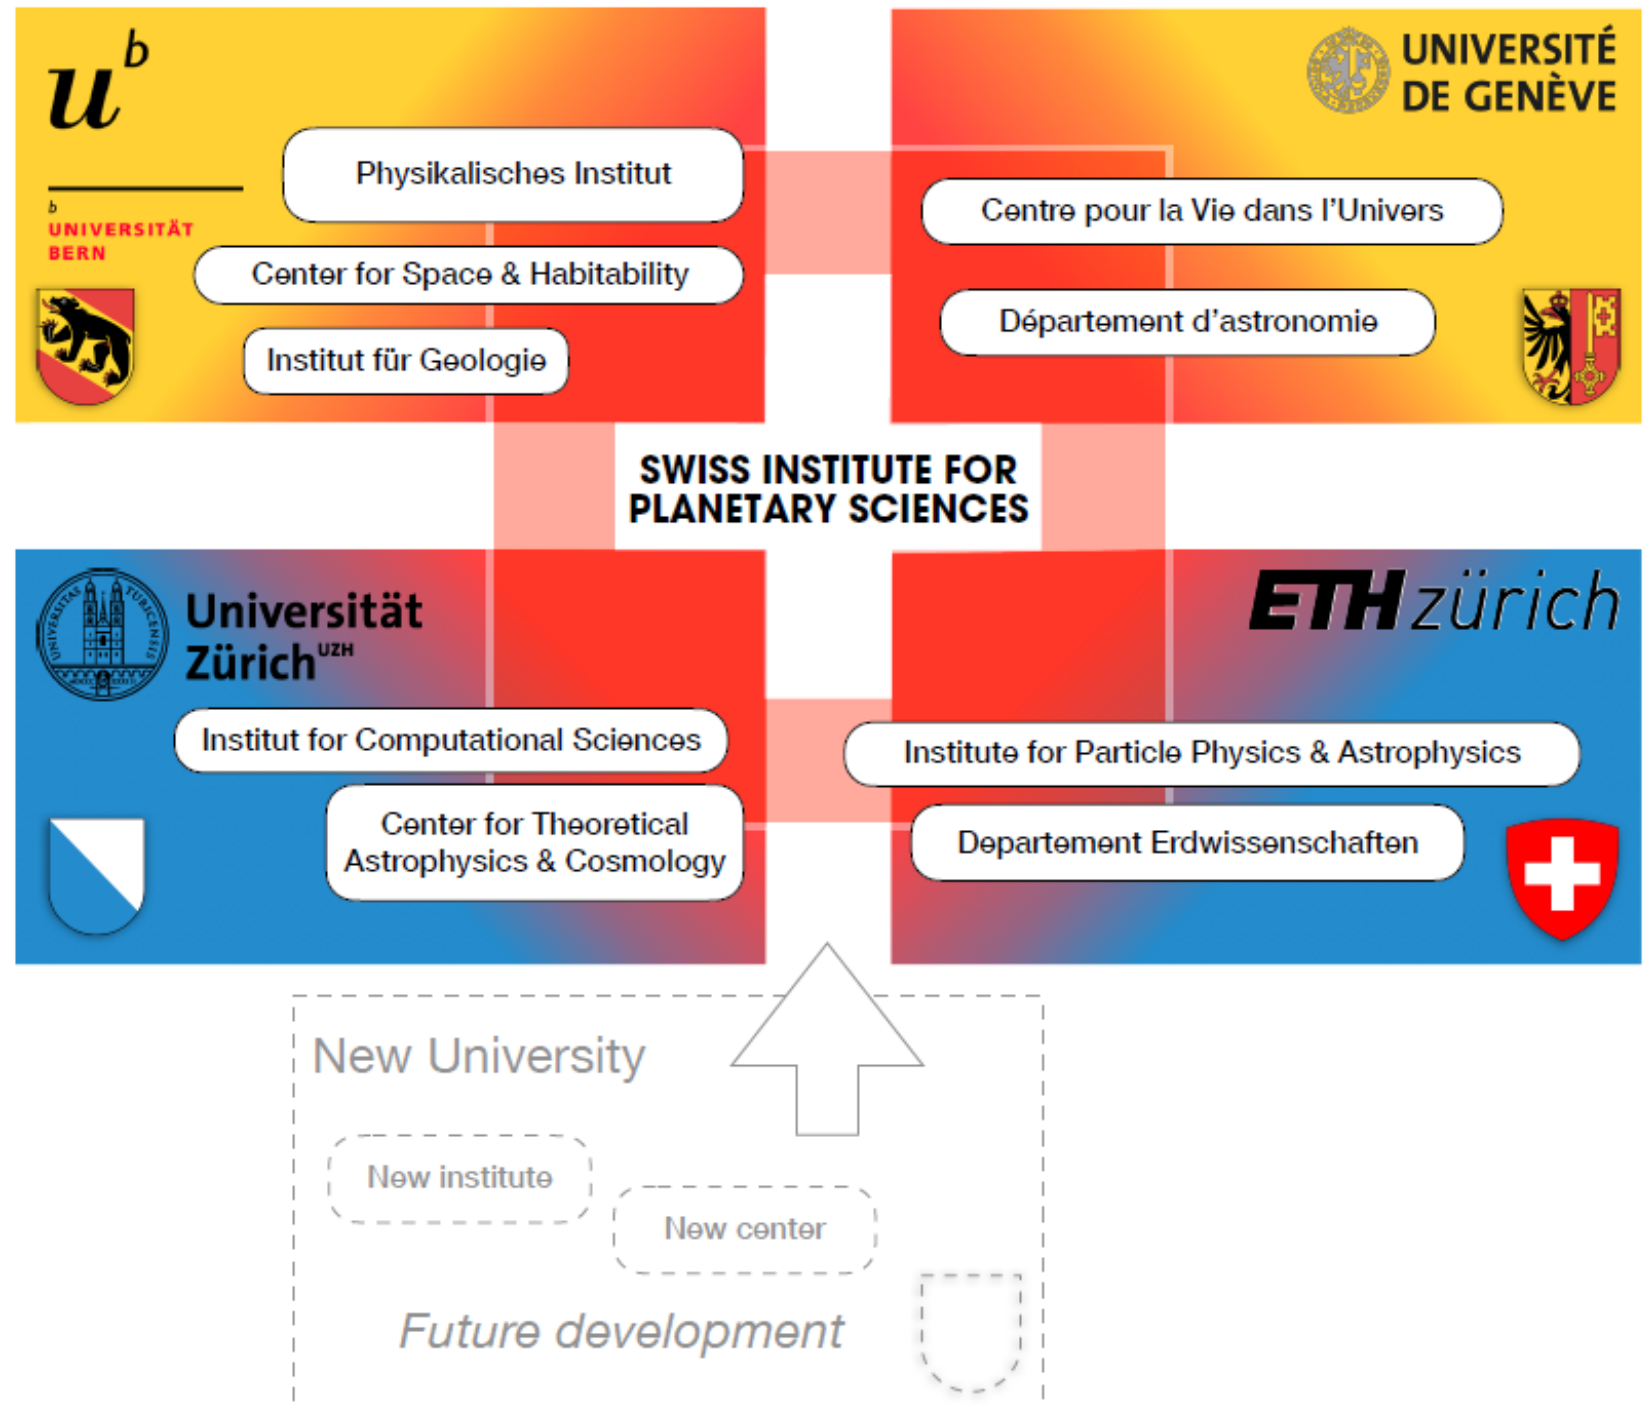 u
b
b
UNIVERSITÄT
BERN
Physikalisches Institut
Center for Space & Habitability
Institut für Geologie
UNIVERSITÉ
DE GENÈVE
Centre pour la Vie dans l'Univers
Département d'astronomie
SWISS INSTITUTE FOR
PLANETARY SCIENCES
UNIVERSITAS TURICENSIS
Universität
Zürich UZH
Institut for Computational Sciences
Center for Theoretical
Astrophysics & Cosmology
ETH zürich
Institute for Particle Physics & Astrophysics
Departement Erdwissenschaften
New University
New institute
New center
Future development